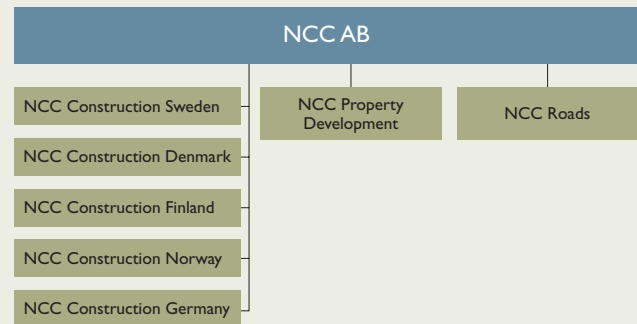 NCC AB
NCC Construction Sweden
NCC Construction Denmark
NCC Construction Finland
NCC Construction Norway
NCC Construction Germany
NCC Property
Development
NCC Roads